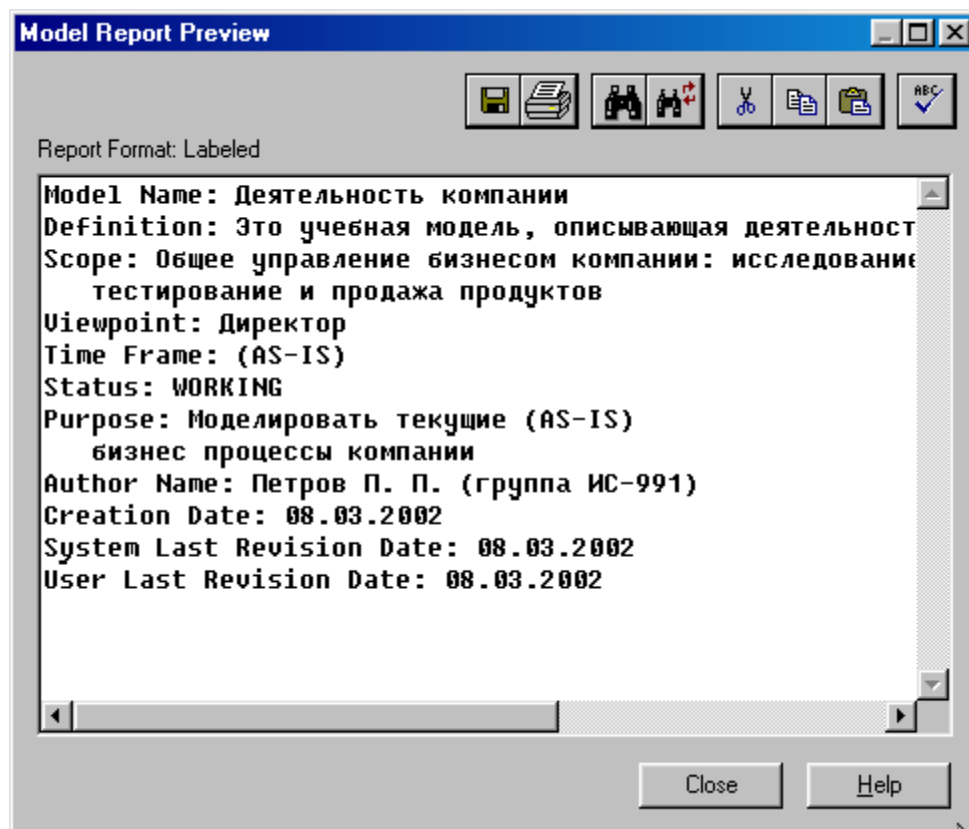 Model Report Preview
ABC
Report Format: Labeled
Model Name: Деятельность компании
Definition: Это учебная модель, описывающая деятельност
Scope: Общее управление бизнесом компании: исследование
тестирование и продажа продуктов
Viewpoint: Директор
Time Frame: (AS-IS)
Status: WORKING
Purpose: Моделировать текущие (AS-IS)
бизнес процессы компании
Author Name: Петров П. П. (группа ИС-991)
Creation Date: 08.03.2002
System Last Revision Date: 08.03.2002
User Last Revision Date: 08.03.2002
Close Help